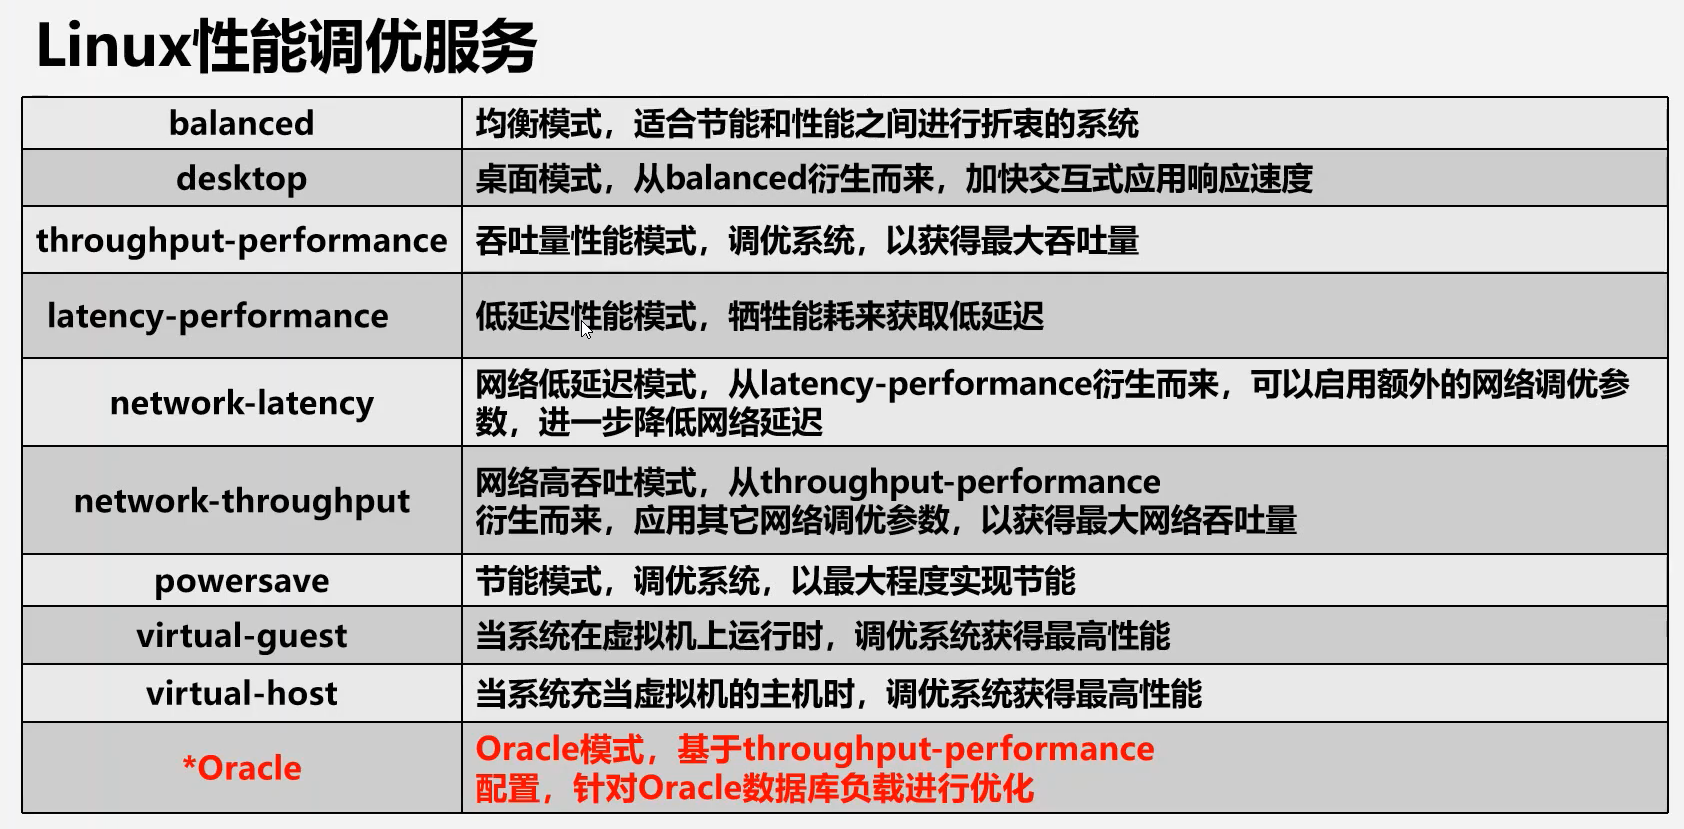 Linux性能调优服务
balanced
均衡模式，适合节能和性能之间进行折衷的系统
desktop
桌面模式，从balanced衍生而来，加快交互式应用响应速度
throughput-performance
吞吐量性能模式，调优系统，以获得最大吞吐量
latency-performance
低延迟性能模式，牺牲能耗来获取低延迟
network-latency
网络低延迟模式，从latency-performance衍生而来，可以启用额外的网络调优参
数，进一步降低网络延迟
network-throughput
网络高吞吐模式，从throughput-performance
衍生而来，应用其它网络调优参数，以获得最大网络吞吐量
powersave
节能模式，调优系统，以最大程度实现节能
virtual-guest
当系统在虚拟机上运行时，调优系统获得最高性能
virtual-host
当系统充当虚拟机的主机时，调优系统获得最高性能
*Oracle
Oracle模式，基于throughput-performance
配置，针对Oracle数据库负载进行优化